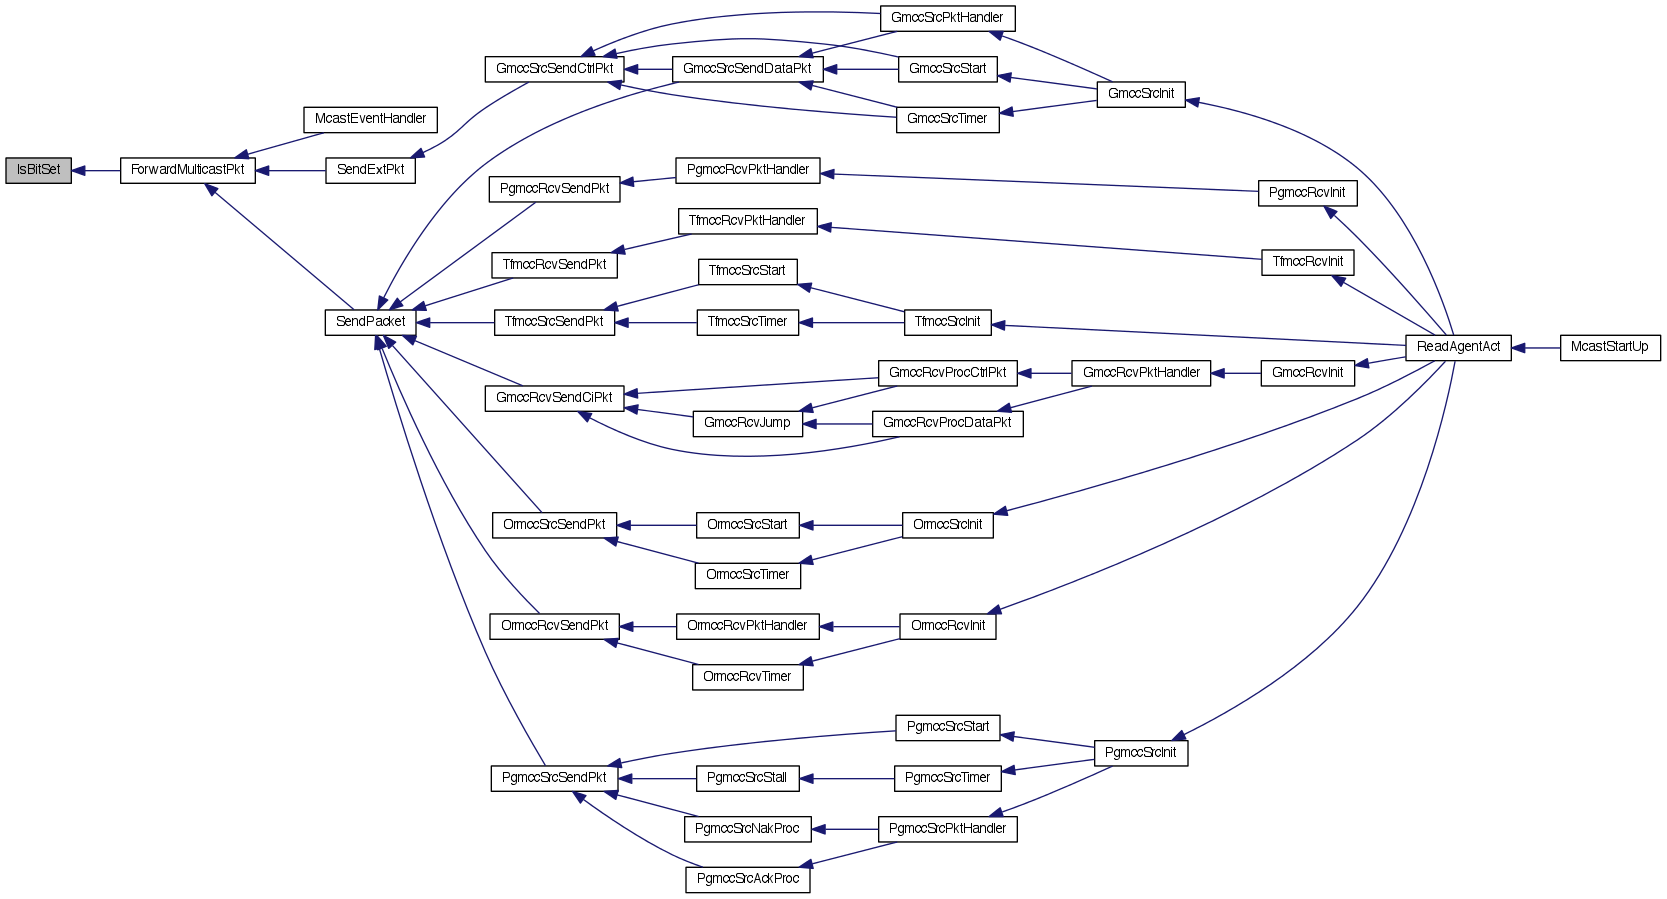 GmccSrcPktHandler
GmccSrcSendCtrlPkt
GmccSrcSendDataPkt
GmccSrcStart
GmccSrcInit
McastEventHandler
GmccSrcTimer
IsBitSet
ForwardMulticastPkt
SendExtPkt
PgmccRcvSendPkt
PgmccRcvPktHandler
PgmccRcvInit
TfmccRcvPktHandler
TfmccRcvSendPkt
TfmccRcvInit
TfmccSrcStart
SendPacket
TfmccSrcSendPkt
TfmccSrcTimer
TfmccSrcInit
ReadAgentAct
McastStartUp
GmccRcvSendCiPkt
GmccRcvProcCtrlPkt
GmccRcvPktHandler
GmccRcvInit
GmccRcvJump
GmccRcvProcDataPkt
OrmccSrcSendPkt
OrmccSrcStart
OrmccSrcInit
OrmccSrcTimer
OrmccRcvSendPkt
OrmccRcvPktHandler
OrmccRcvInit
OrmccRcvTimer
PgmccSrcStart
PgmccSrcInit
PgmccSrcSendPkt
PgmccSrcStall
PgmccSrcTimer
PgmccSrcNakProc
PgmccSrcPktHandler
PgmccSrcAckProc